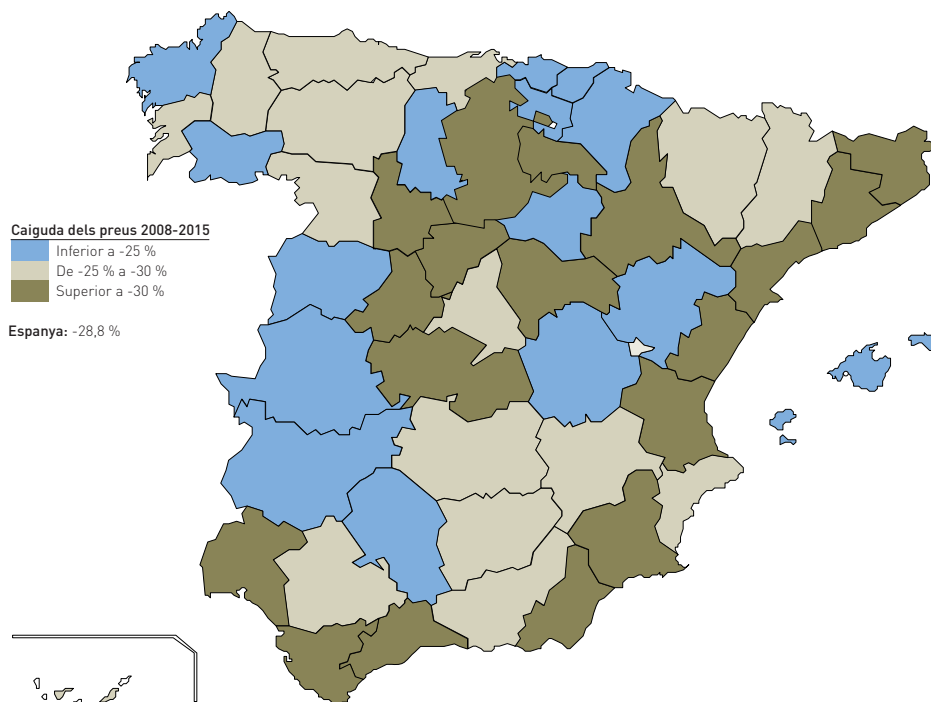 Caiguda dels preus 2008-2015
Inferior a -25 %
De -25 % a -30 %
Superior a -30 %
Espanya: -28,8 %